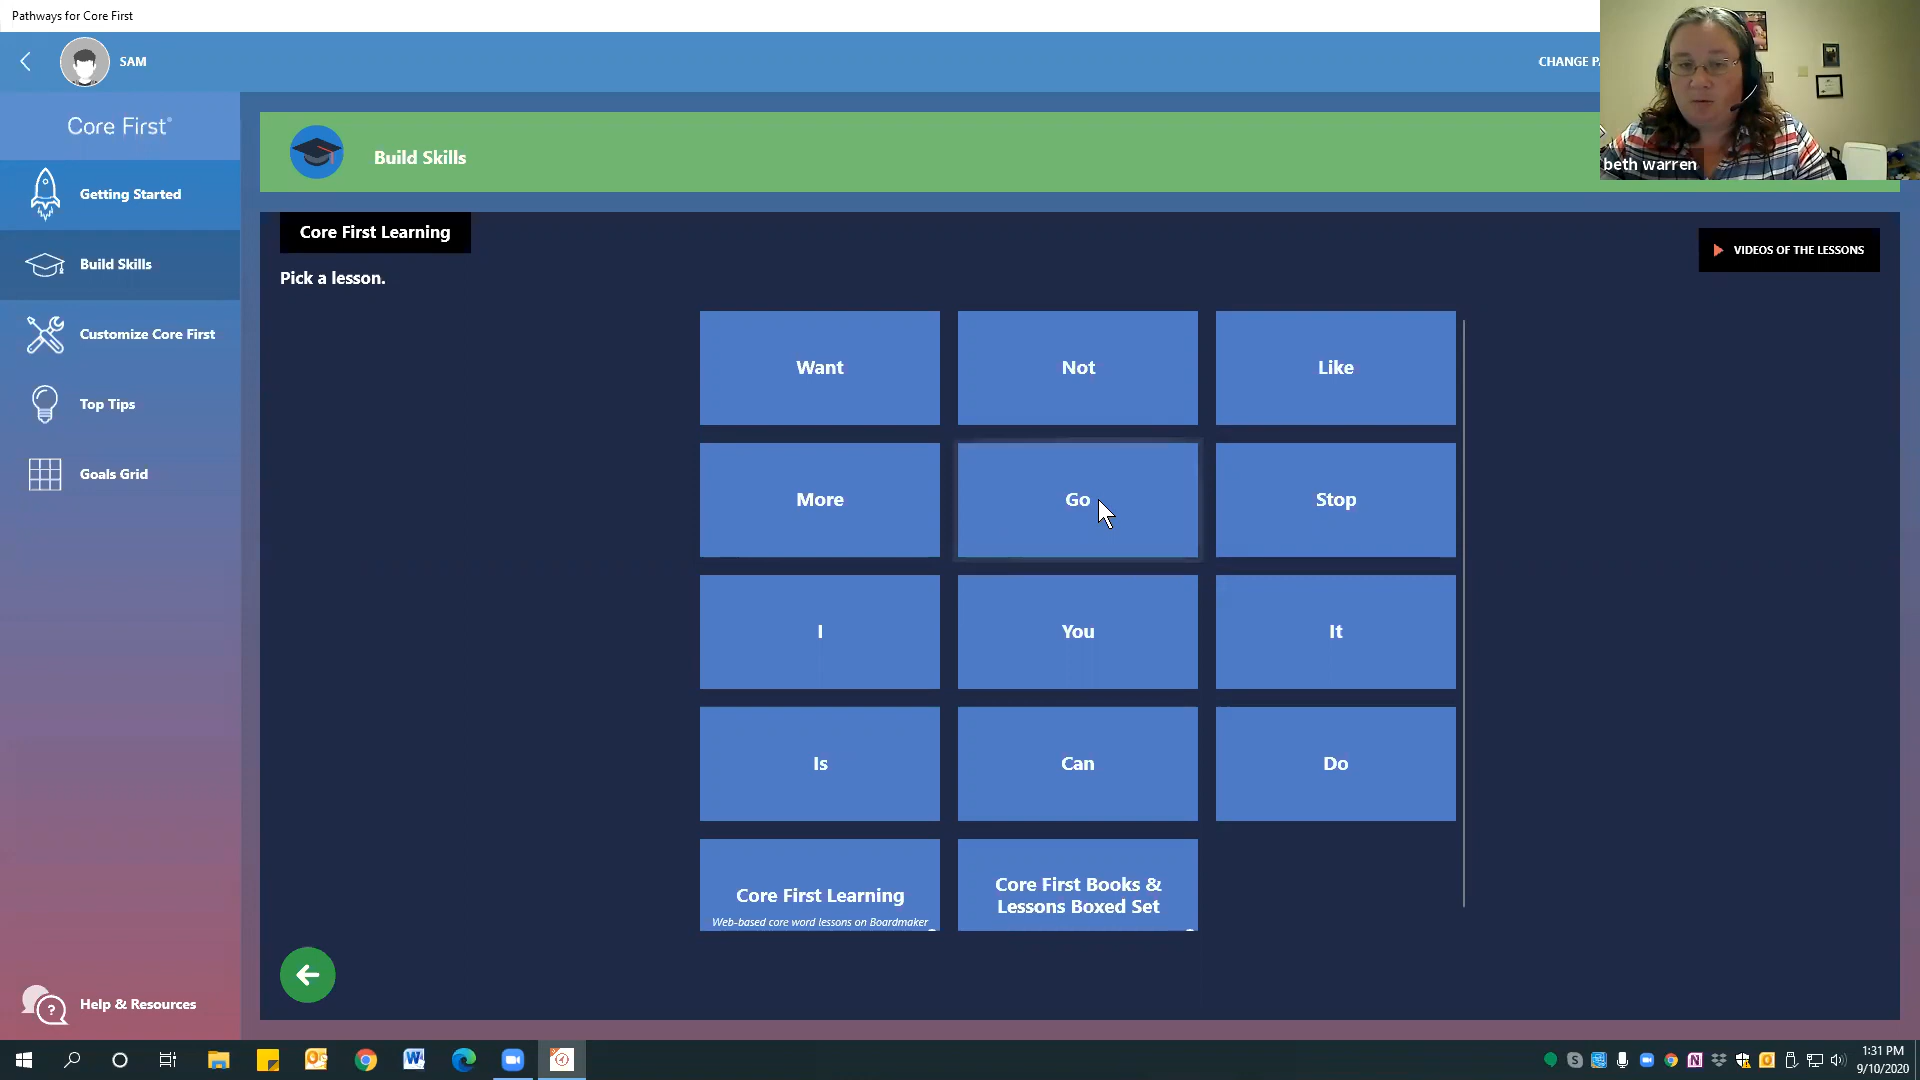 Pathways for Core First
SAM
CHANGE P
beth warren
Core First®
Getting Started
Build Skills
Customize Core First
Top Tips
Goals Grid
Help & Resources
Build Skills
Core First Learning
VIDEOS OF THE LESSONS
Pick a lesson.
Want
Not
Like
More
Go
Stop
I
You
It
Is
Can
Do
Core First Learning
Web-based core word lessons on Boardmaker
Core First Books &
Lessons Boxed Set
1:31 PM
9/10/2020